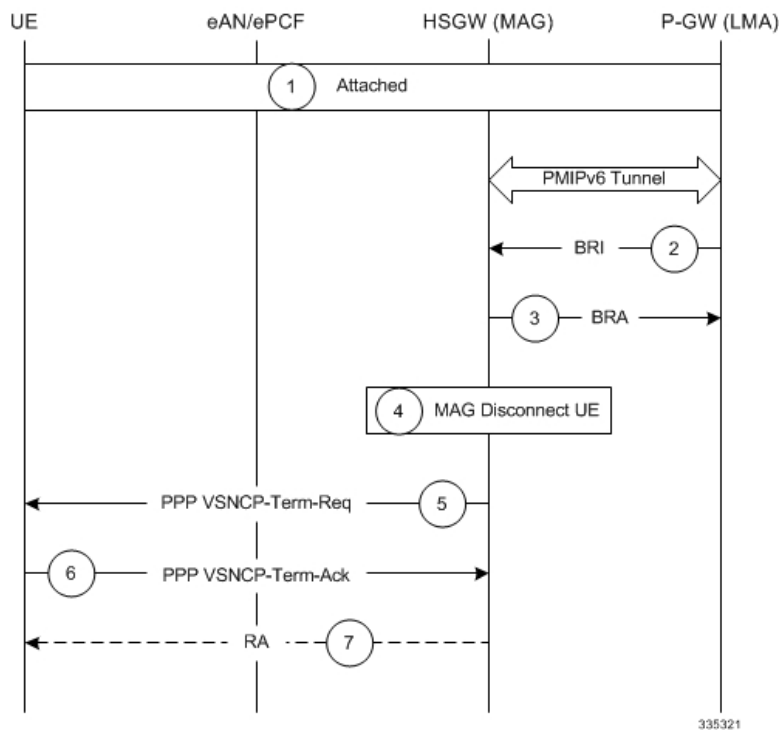 UE eAN/ePCF HSGW (MAG) P-GW (LMA)
1 Attached
PMIPv6 Tunnel
BRI 2
3 BRA
4 MAG Disconnect UE
PPP VSNCP-Term-Req 5
6 PPP VSNCP-Term-Ack
RA 7
335321